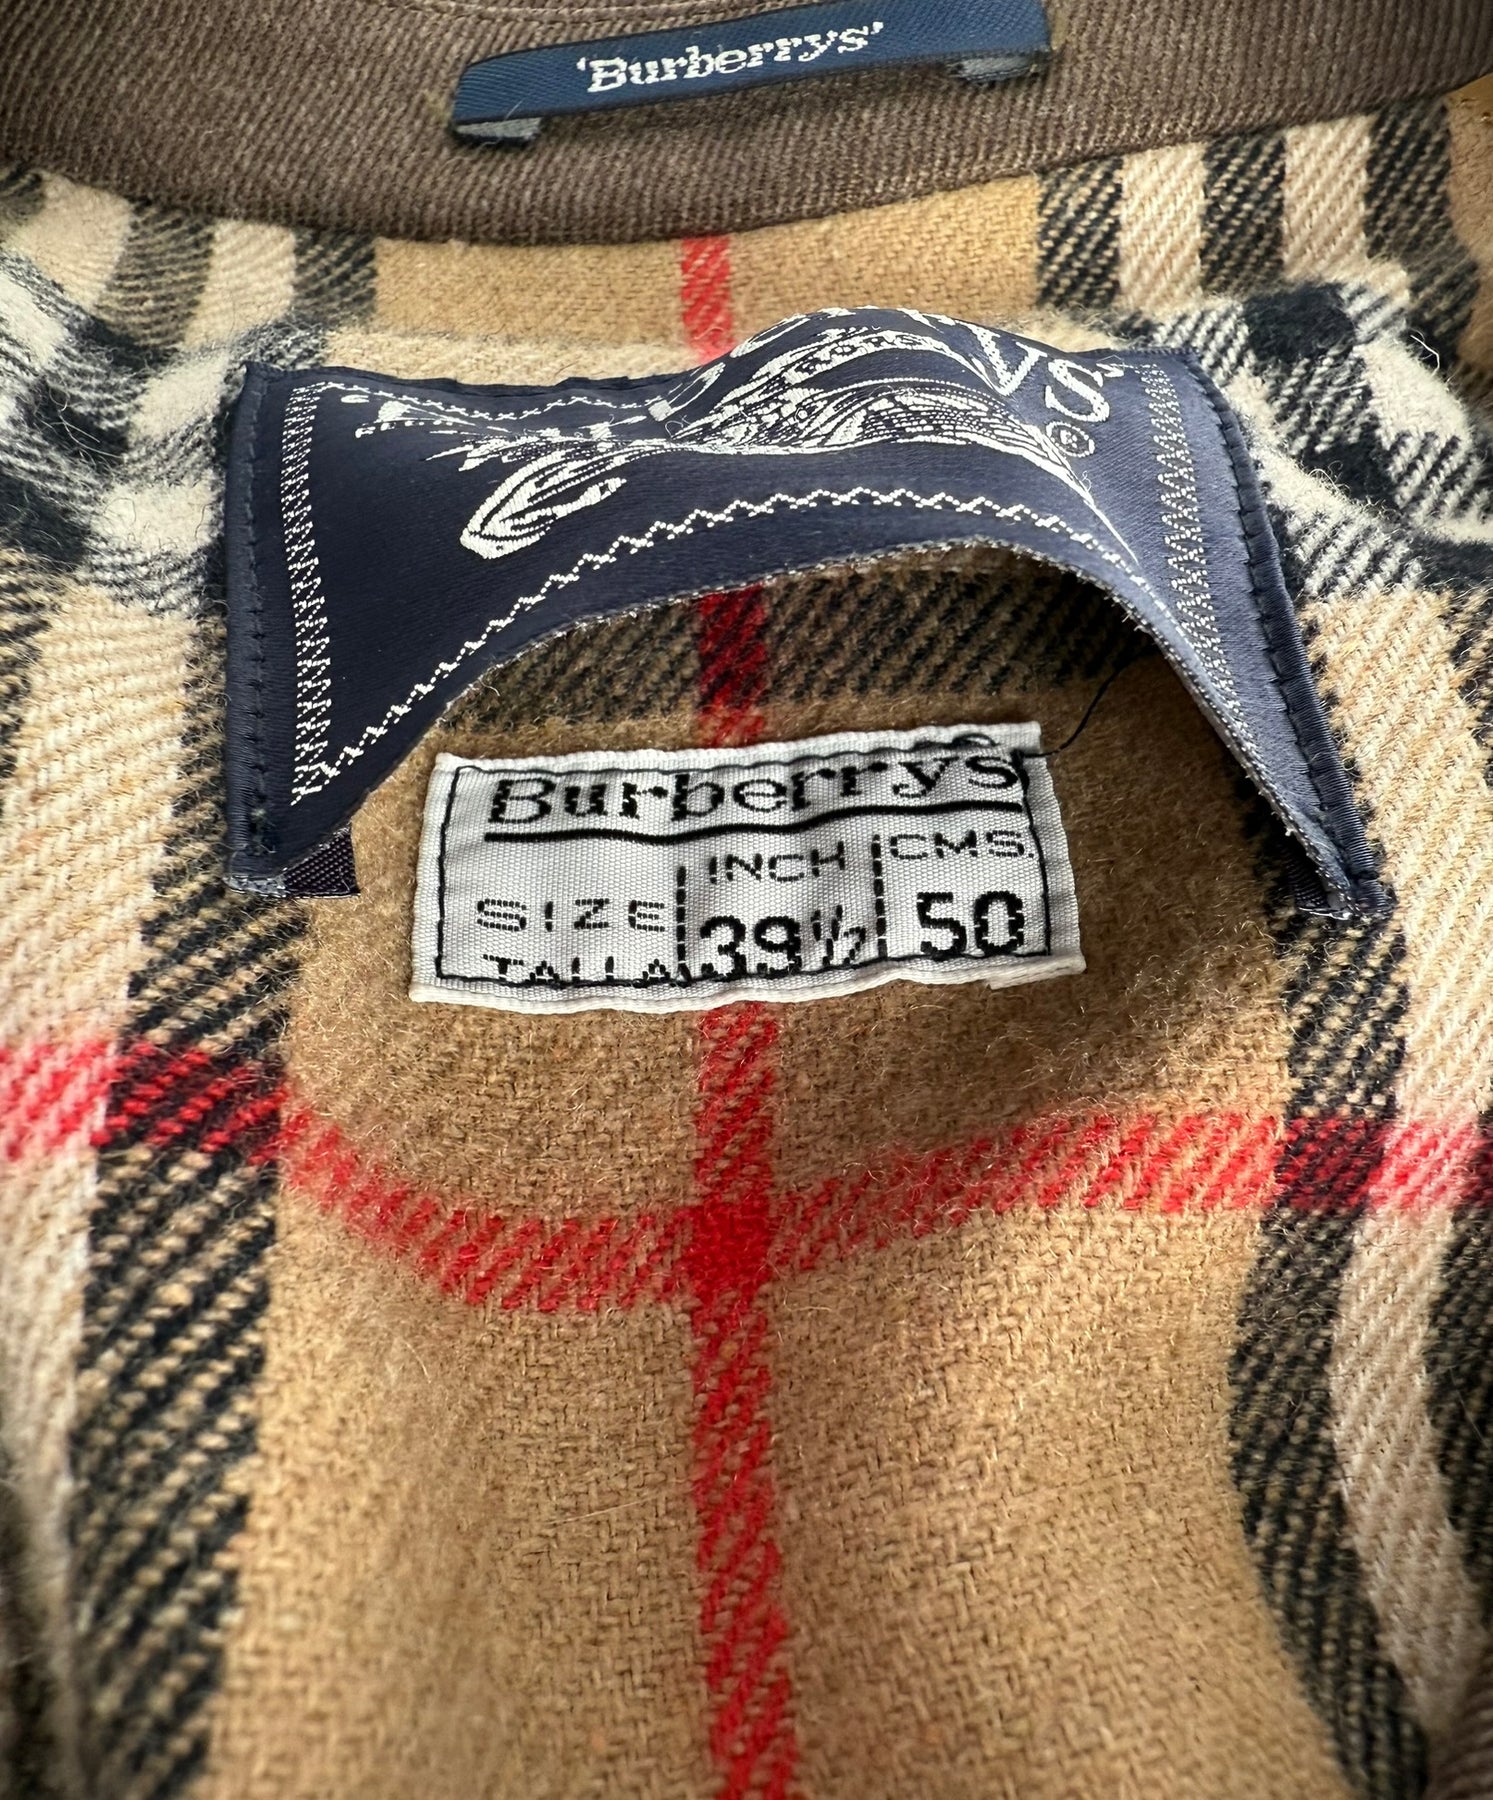 'Burberrys'
®
Burberrys
INCH CMS.
SIZE 39½ 50
TALLA